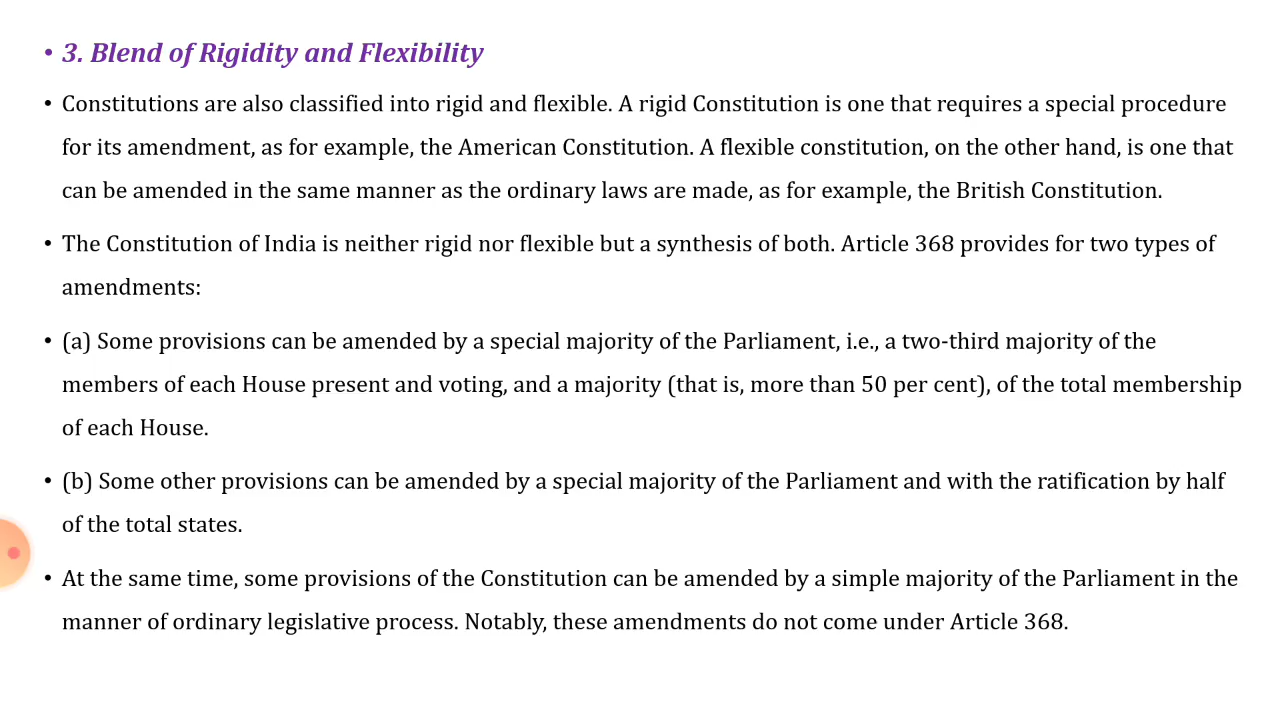 • 3. Blend of Rigidity and Flexibility
• Constitutions are also classified into rigid and flexible. A rigid Constitution is one that requires a special procedure
for its amendment, as for example, the American Constitution. A flexible constitution, on the other hand, is one that
can be amended in the same manner as the ordinary laws are made, as for example, the British Constitution.
• The Constitution of India is neither rigid nor flexible but a synthesis of both. Article 368 provides for two types of
amendments:
• (a) Some provisions can be amended by a special majority of the Parliament, i.e., a two-third majority of the
members of each House present and voting, and a majority (that is, more than 50 per cent), of the total membership
of each House.
• (b) Some other provisions can be amended by a special majority of the Parliament and with the ratification by half
of the total states.
• At the same time, some provisions of the Constitution can be amended by a simple majority of the Parliament in the
manner of ordinary legislative process. Notably, these amendments do not come under Article 368.